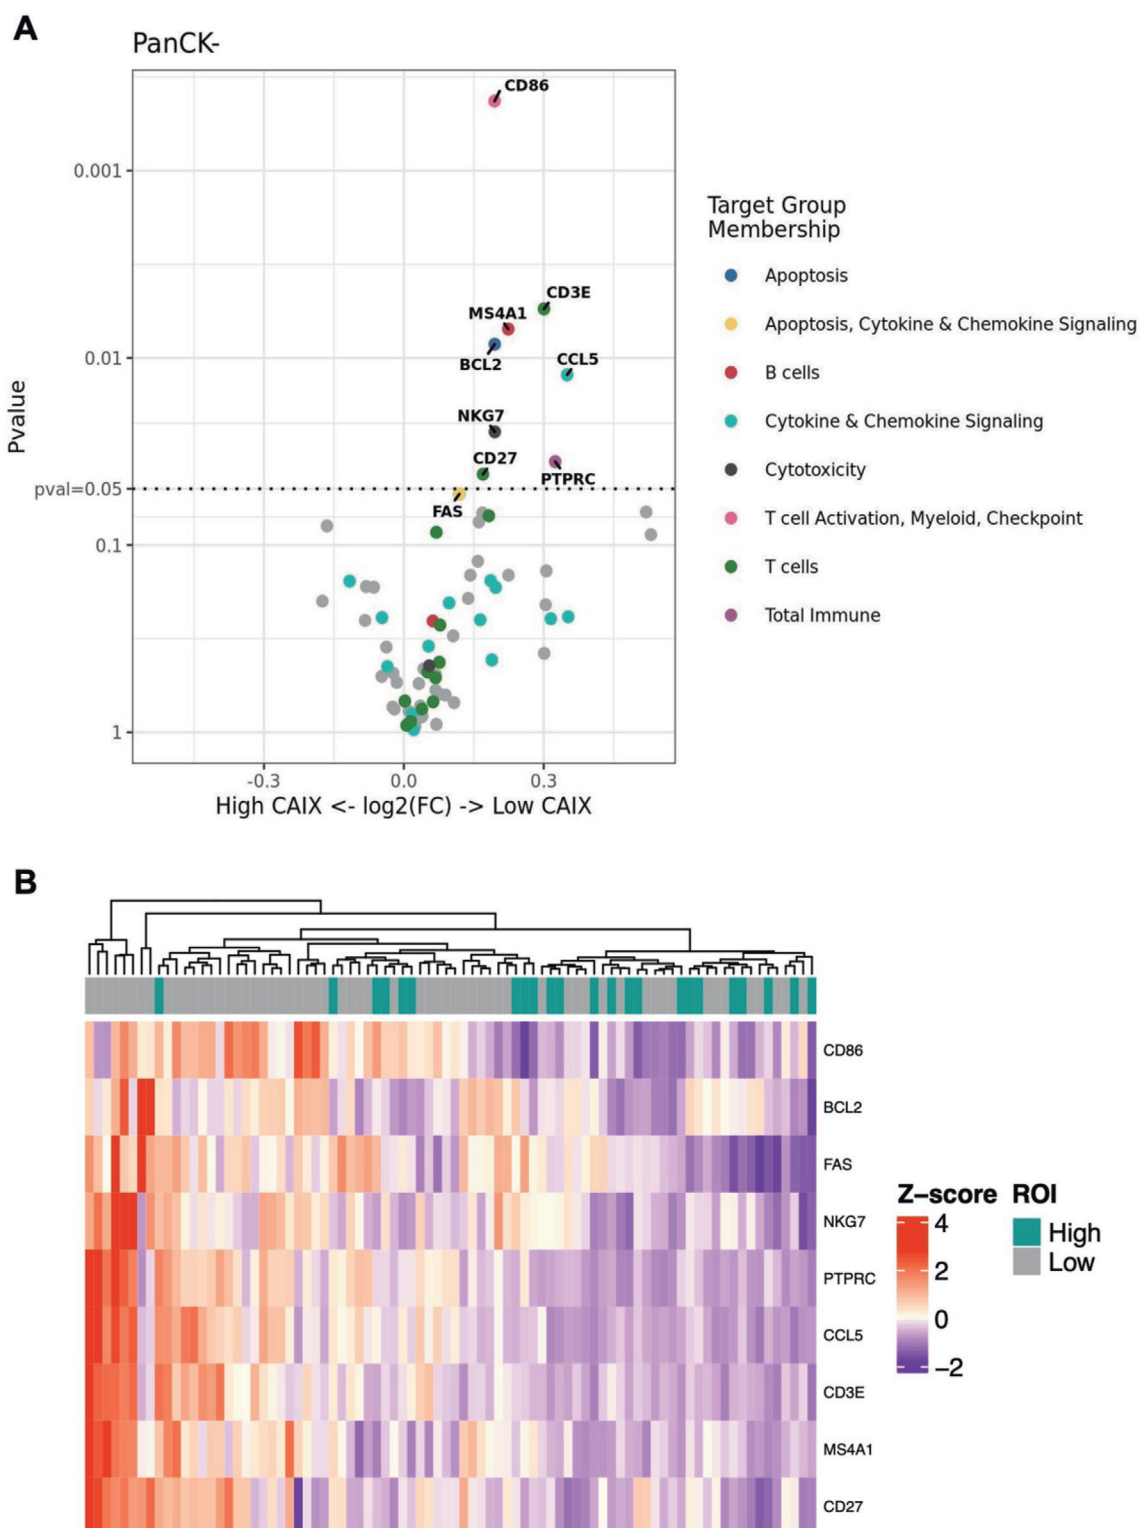 A
PanCK-
CD86
0.001
CD3E
MS4A1
BCL2
0.01
CCL5
NKG7
CD27
PTPRC
pval=0.05
FAS
0.1
1
Pvalue
-0.3 0.0 0.3
High CAIX <- log2(FC) -> Low CAIX
Target Group
Membership
Apoptosis
Apoptosis, Cytokine & Chemokine Signaling
B cells
Cytokine & Chemokine Signaling
Cytotoxicity
T cell Activation, Myeloid, Checkpoint
T cells
Total Immune
B
CD86
BCL2
FAS
NKG7
PTPRC
CCL5
CD3E
MS4A1
CD27
Z-score
4
2
0
-2
ROI
High
Low